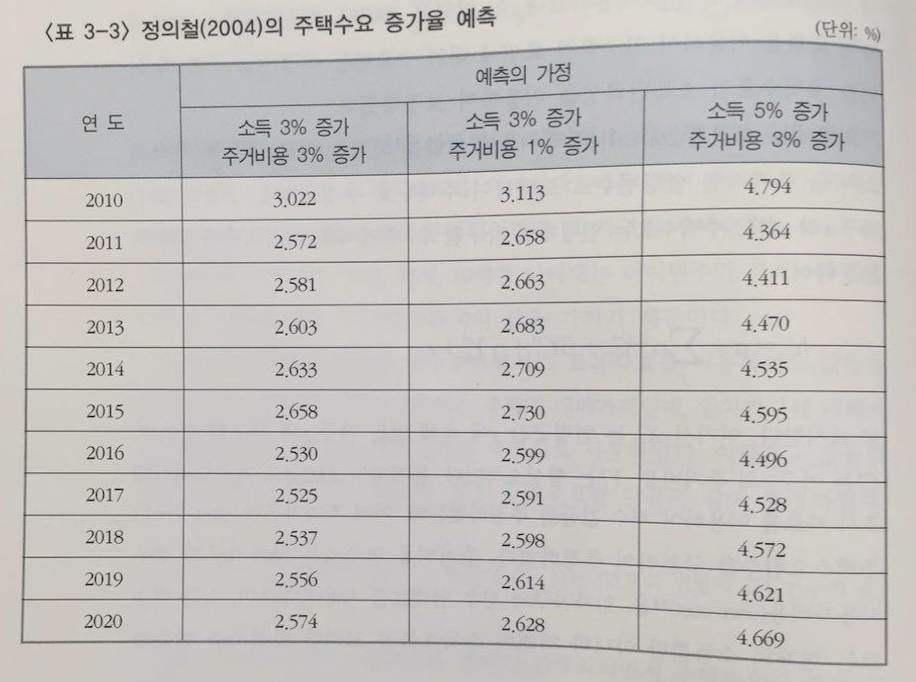 〈표 3-3〉 정의철(2004)의 주택수요 증가율 예측
(단위: %)
연 도
예측의 가정
소득 3% 증가
주거비용 3% 증가
소득 3% 증가
주거비용 1% 증가
소득 5% 증가
주거비용 3% 증가
2010 3.022 3.113 4.794
2011 2.572 2.658 4.364
2012 2.581 2.663 4.411
2013 2.603 2.683 4.470
2014 2.633 2.709 4.535
2015 2.658 2.730 4.595
2016 2.530 2.599 4.496
2017 2.525 2.591 4.528
2018 2.537 2.598 4.572
2019 2.556 2.614 4.621
2020 2.574 2.628 4.669